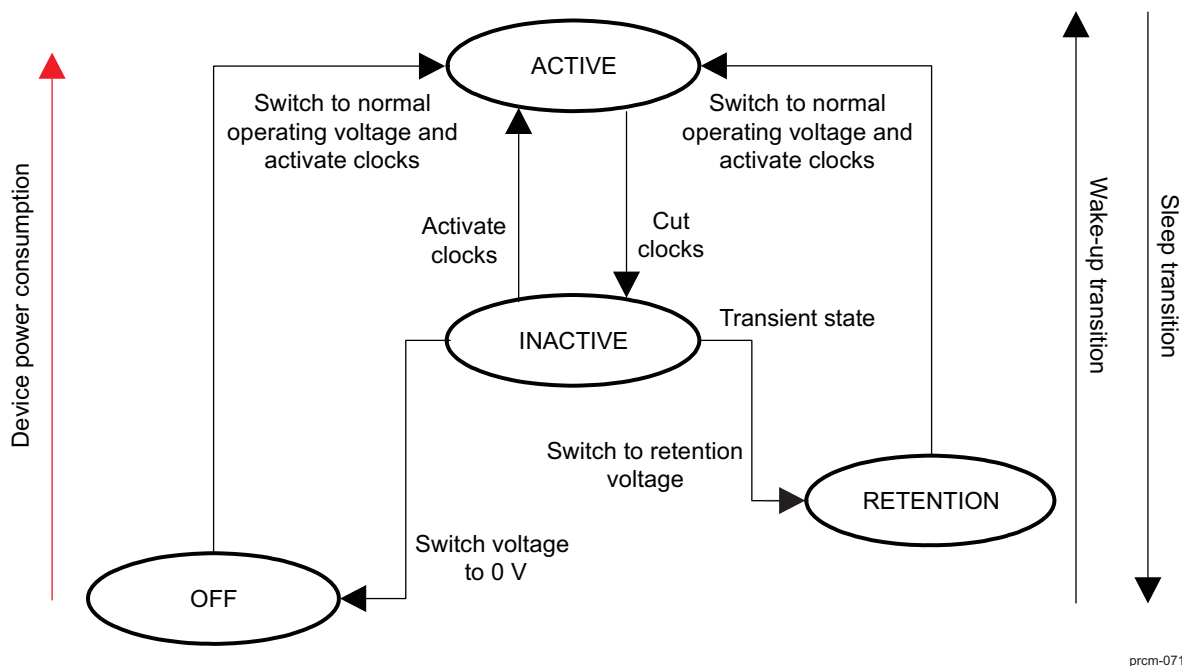 ACTIVE
Switch to normal
operating voltage and
activate clocks
Switch to normal
operating voltage and
activate clocks
Device power consumption
Wake-up transition
Sleep transition
Activate
clocks
Cut
clocks
INACTIVE
Transient state
Switch to retention
voltage
RETENTION
Switch voltage
to 0 V
OFF
prcm-071